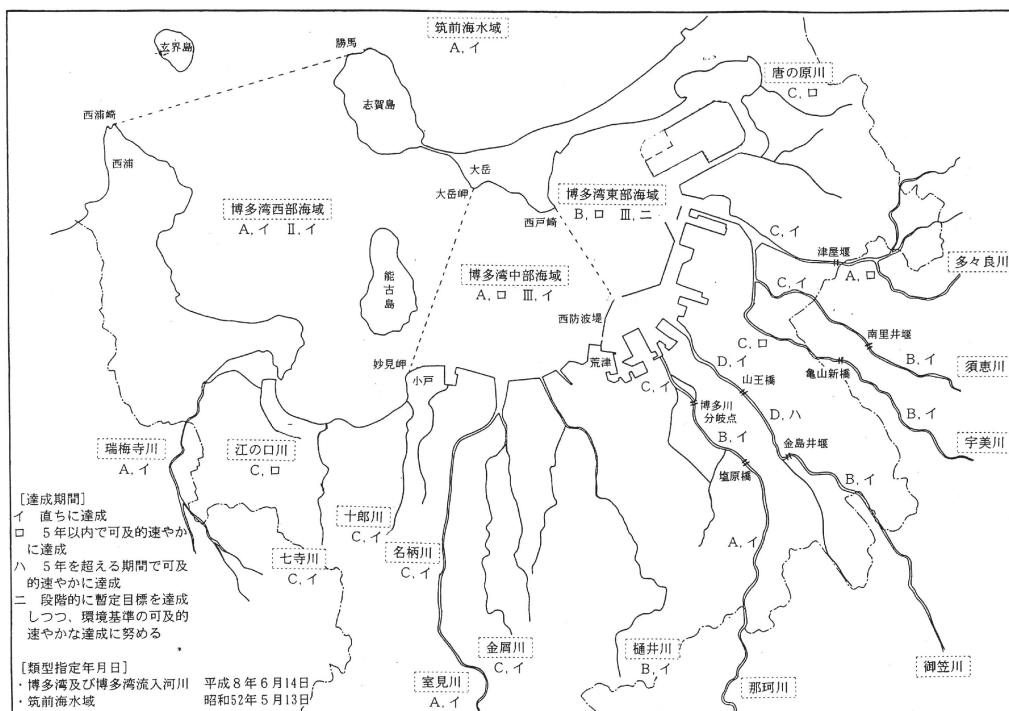 筑前海水域
A,イ
玄界島
勝馬
唐の原川
C,ロ
志賀島
西浦崎
西浦
大岳
大岳岬
博多湾西部海域
A,イ Ⅱ,イ
西戸崎
博多湾東部海域
B,ロ Ⅲ,ニ
C,イ
津屋堰
多々良川
A,ロ
能古島
博多湾中部海域
A,ロ Ⅲ,イ
C,イ
西防波堤
南里井堰
B,イ
須恵川
C,ロ
亀山新橋
妙見岬
小戸
荒津
D,イ
山王橋
C,イ
博多川
分岐点
B,イ
宇美川
D,ハ
B,イ
金島井堰
塩原橋
B,イ
瑞梅寺川
A,イ
江の口川
C,ロ
十郎川
C,イ
名柄川
C,イ
A,イ
七寺川
C,イ
金屑川
C,イ
樋井川
B,イ
御笠川
室見川
A,イ
那珂川
[達成期間]
イ 直ちに達成
ロ 5年以内で可及的速やか
に達成
ハ 5年を超える期間で可及
的速やかに達成
ニ 段階的に暫定目標を達成
しつつ、環境基準の可及的
速やかな達成に努める
[類型指定年月日]
・博多湾及び博多湾流入河川 平成8年6月14日
・筑前海水域 昭和52年5月13日